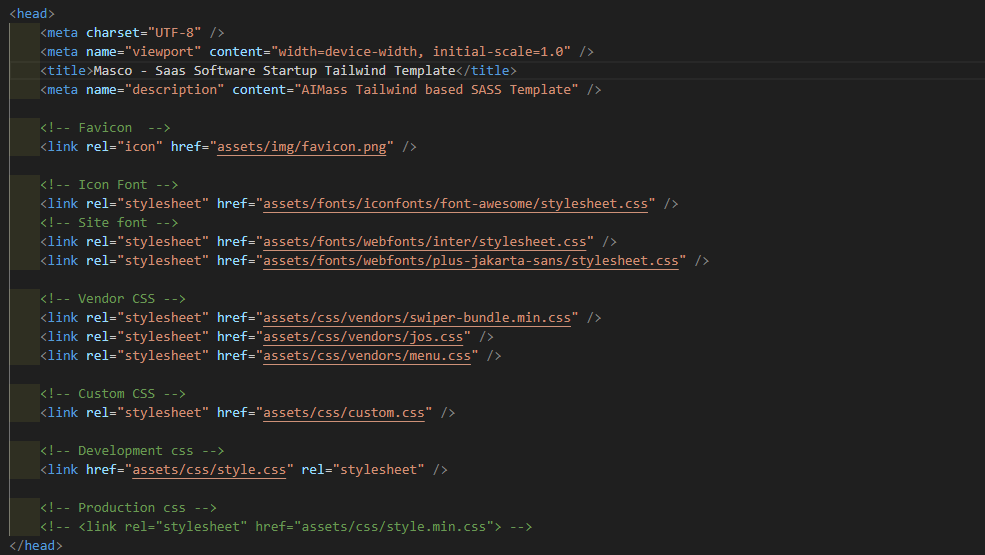 <head>
<meta charset="UTF-8" />
<meta name="viewport" content="width=device-width, initial-scale=1.0" />
<title>Masco - Saas Software Startup Tailwind Template</title>
<meta name="description" content="AIMass Tailwind based SASS Template" />
<!-- Favicon  -->
<link rel="icon" href="assets/img/favicon.png" />
<!-- Icon Font -->
<link rel="stylesheet" href="assets/fonts/iconfonts/font-awesome/stylesheet.css" />
<!-- Site font -->
<link rel="stylesheet" href="assets/fonts/webfonts/inter/stylesheet.css" />
<link rel="stylesheet" href="assets/fonts/webfonts/plus-jakarta-sans/stylesheet.css" />
<!-- Vendor CSS -->
<link rel="stylesheet" href="assets/css/vendors/swiper-bundle.min.css" />
<link rel="stylesheet" href="assets/css/vendors/jos.css" />
<link rel="stylesheet" href="assets/css/vendors/menu.css" />
<!-- Custom CSS -->
<link rel="stylesheet" href="assets/css/custom.css" />
<!-- Development css -->
<link href="assets/css/style.css" rel="stylesheet" />
<!-- Production css -->
<!-- <link rel="stylesheet" href="assets/css/style.min.css"> -->
</head>